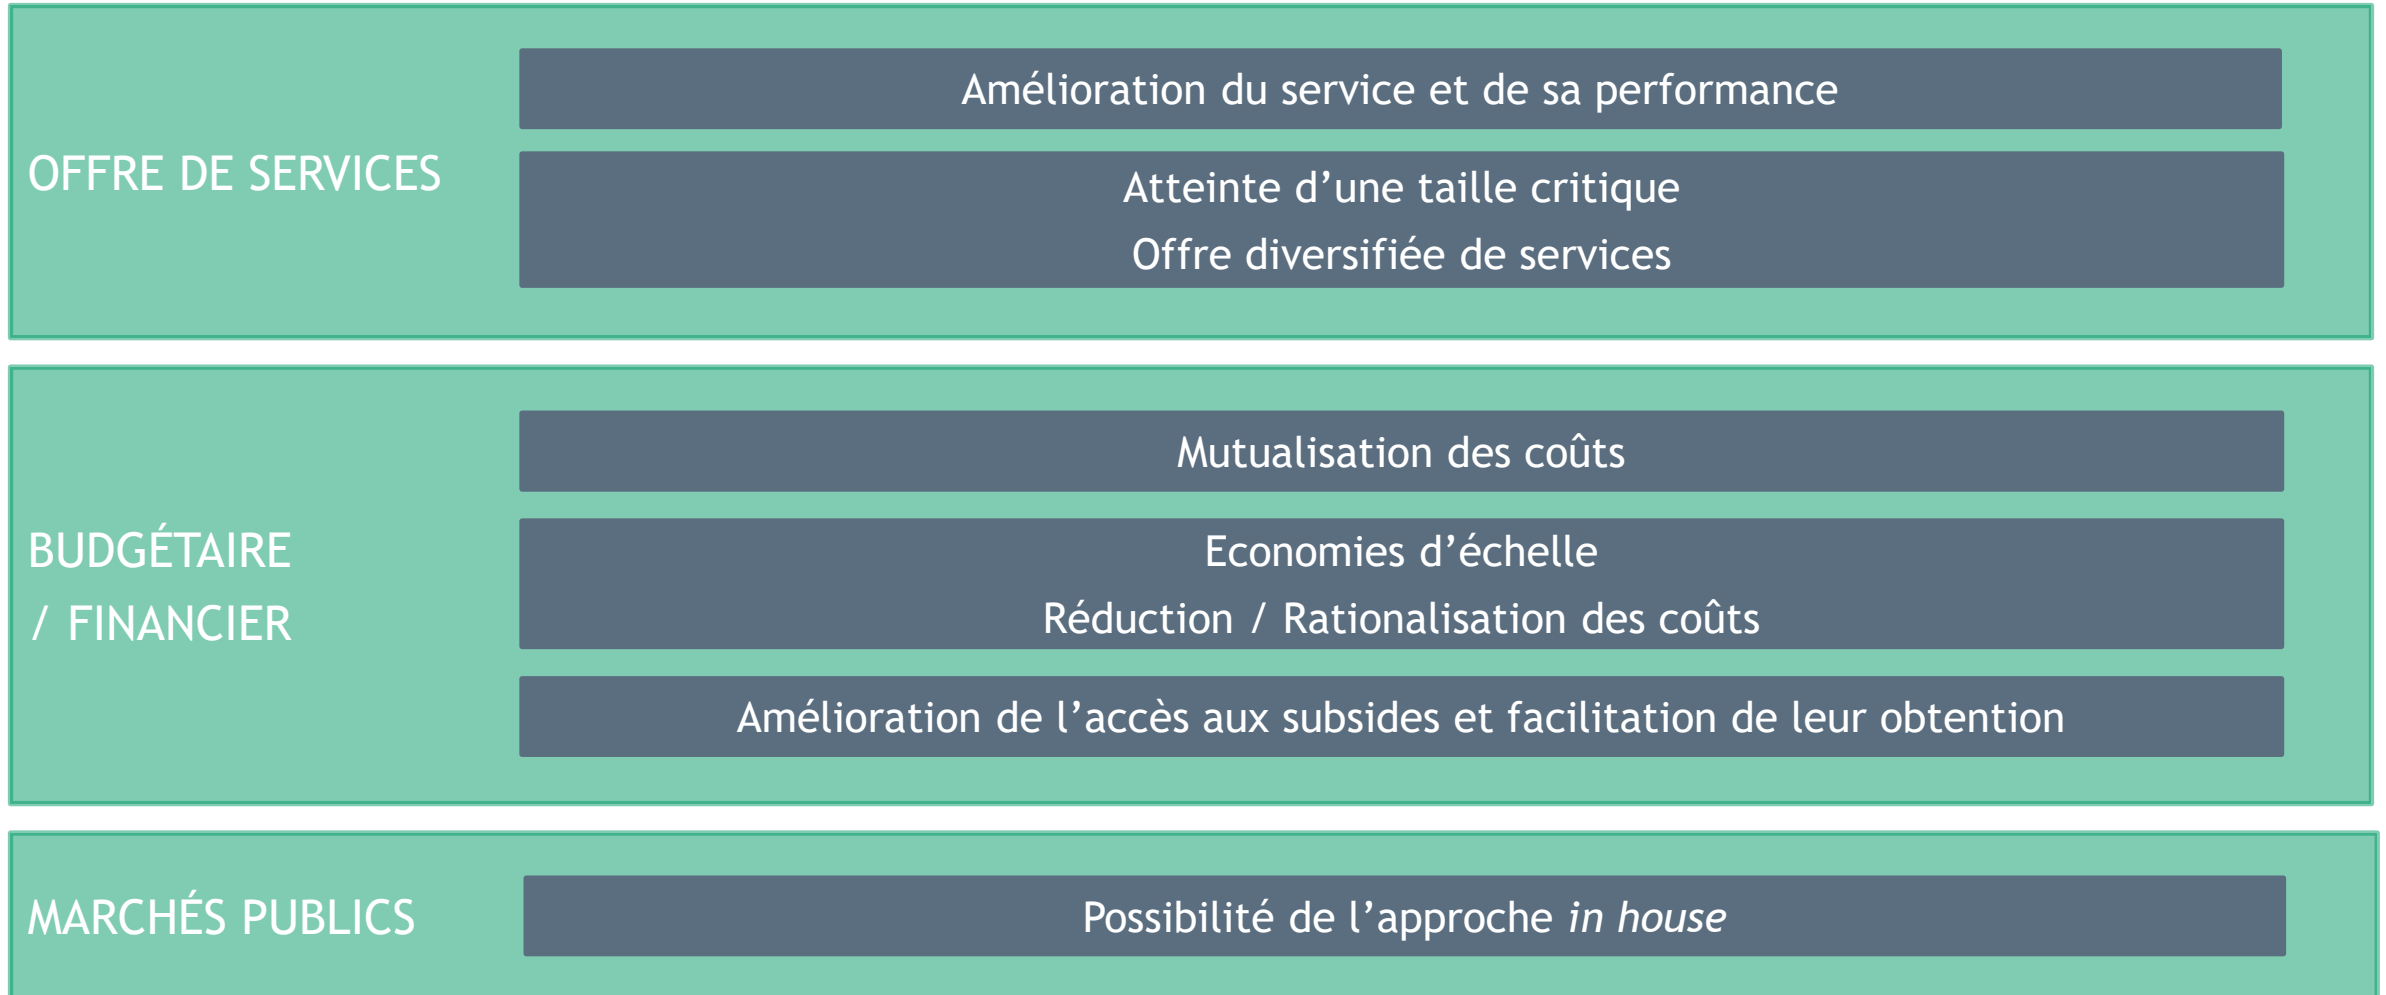 OFFRE DE SERVICES
Amélioration du service et de sa performance
Atteinte d’une taille critique
Offre diversifiée de services
BUDGÉTAIRE
/ FINANCIER
Mutualisation des coûts
Economies d’échelle
Réduction / Rationalisation des coûts
Amélioration de l’accès aux subsides et facilitation de leur obtention
MARCHÉS PUBLICS
Possibilité de l’approche in house